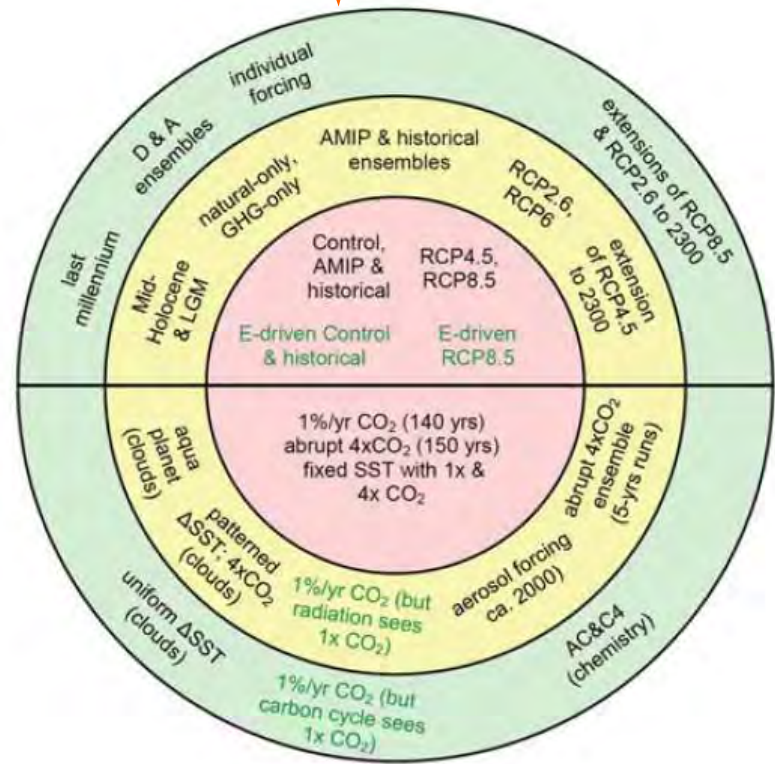 individual
forcing
D & A
ensembles
last
millennium
extensions of RCP8.5
& RCP2.6 to 2300
AMIP & historical
ensembles
natural-only,
GHG-only
Mid-
Holocene
& LGM
RCP2.6,
RCP6
extension
of RCP4.5
to 2300
Control,
AMIP &
historical
RCP4.5,
RCP8.5
E-driven Control
& historical
E-driven
RCP8.5
1%/yr CO₂ (140 yrs)
abrupt 4xCO₂ (150 yrs)
fixed SST with 1x &
4x CO₂
aqua
planet
(clouds)
patterned
ΔSST; 4xCO₂
(clouds)
1%/yr CO₂ (but
radiation sees
1x CO₂)
aerosol forcing
ca. 2000)
abrupt 4xCO₂
ensemble
(5-yrs runs)
uniform ΔSST
(clouds)
1%/yr CO₂ (but
carbon cycle sees
1x CO₂)
AC&C4
(chemistry)